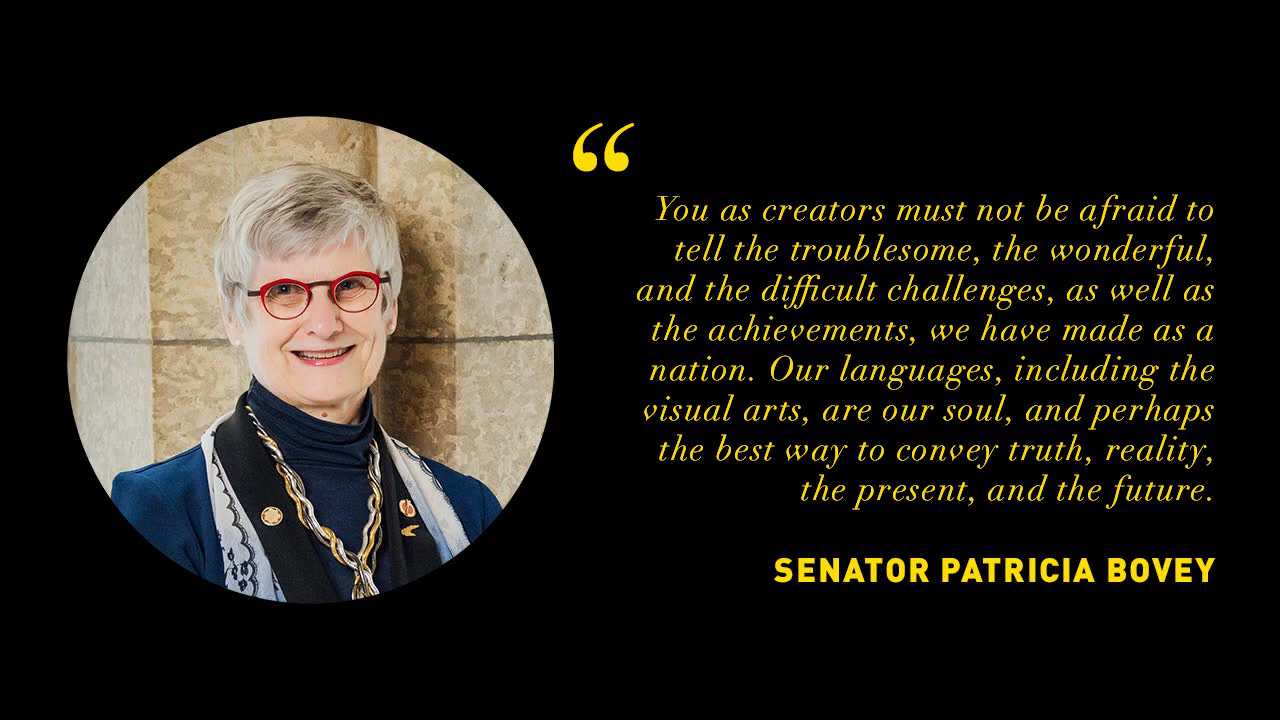 “
You as creators must not be afraid to
tell the troublesome, the wonderful,
and the difficult challenges, as well as
the achievements, we have made as a
nation. Our languages, including the
visual arts, are our soul, and perhaps
the best way to convey truth, reality,
the present, and the future.
SENATOR PATRICIA BOVEY